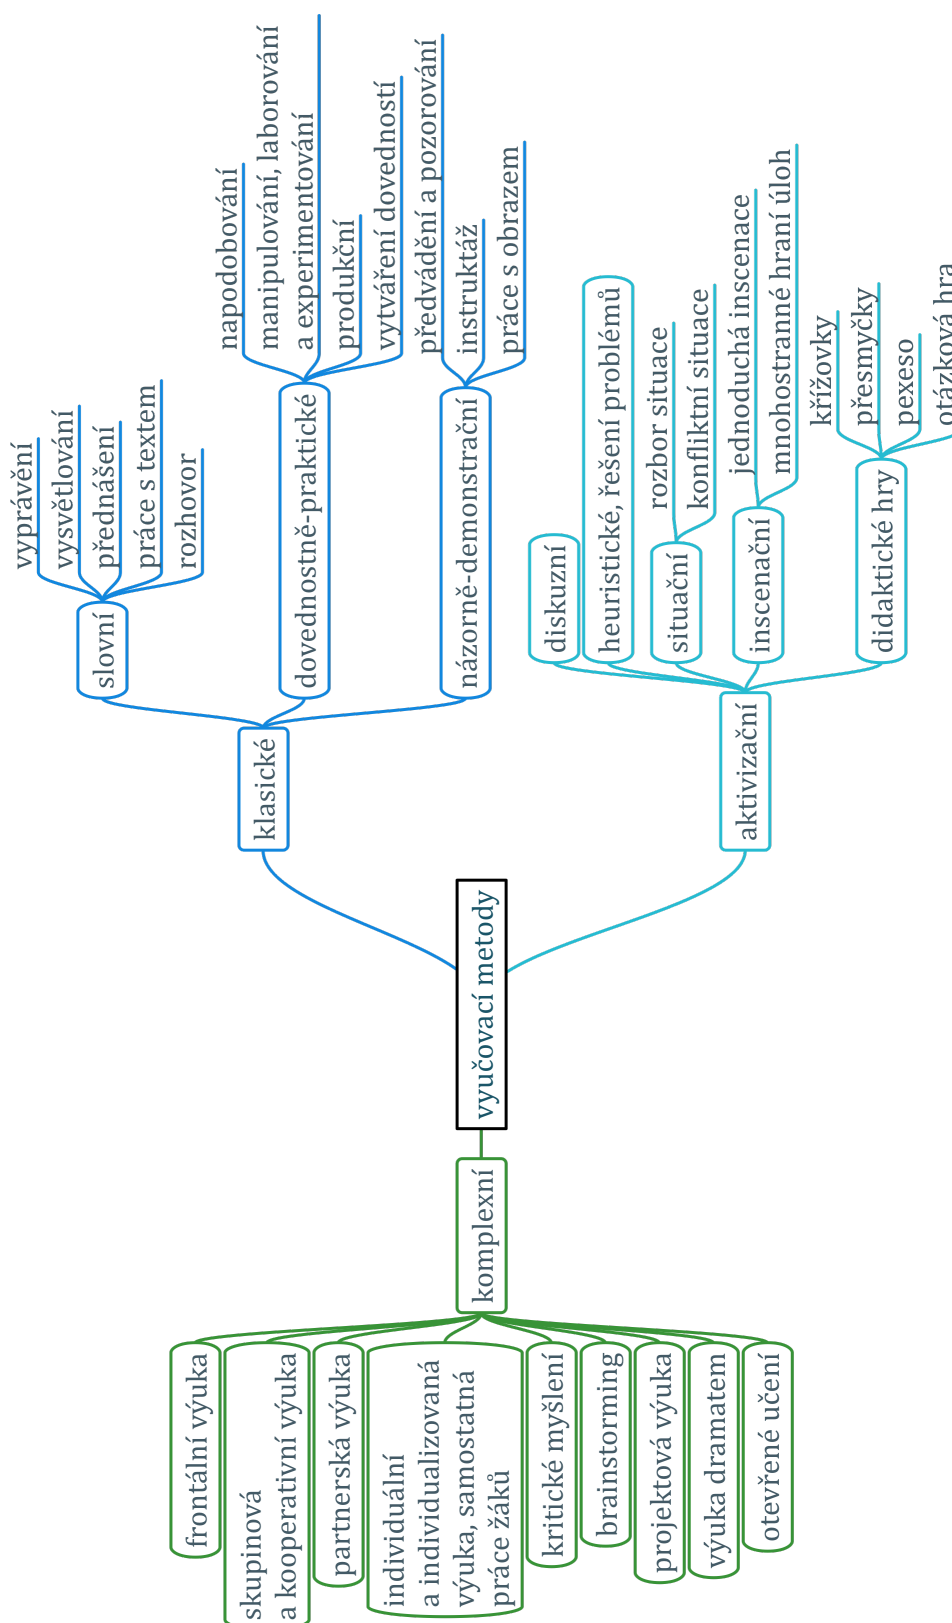 vyučovací metody
klasické
slovní
vyprávění
vysvětlování
přednášení
práce s textem
rozhovor
dovednostně-praktické
napodobování
manipulování, laborování
a experimentování
produkční
vytváření dovedností
názorně-demonstrační
předvádění a pozorování
instruktáž
práce s obrazem
aktivizační
diskuzní
heuristické, řešení problémů
situační
rozbor situace
konfliktní situace
inscenační
jednoduchá inscenace
mnohostranné hraní úloh
didaktické hry
křížovky
přesmyčky
pexeso
otázková hra
komplexní
frontální výuka
skupinová
a kooperativní výuka
partnerská výuka
individuální
a individualizovaná
výuka, samostatná
práce žáků
kritické myšlení
brainstorming
projektová výuka
výuka dramatem
otevřené učení